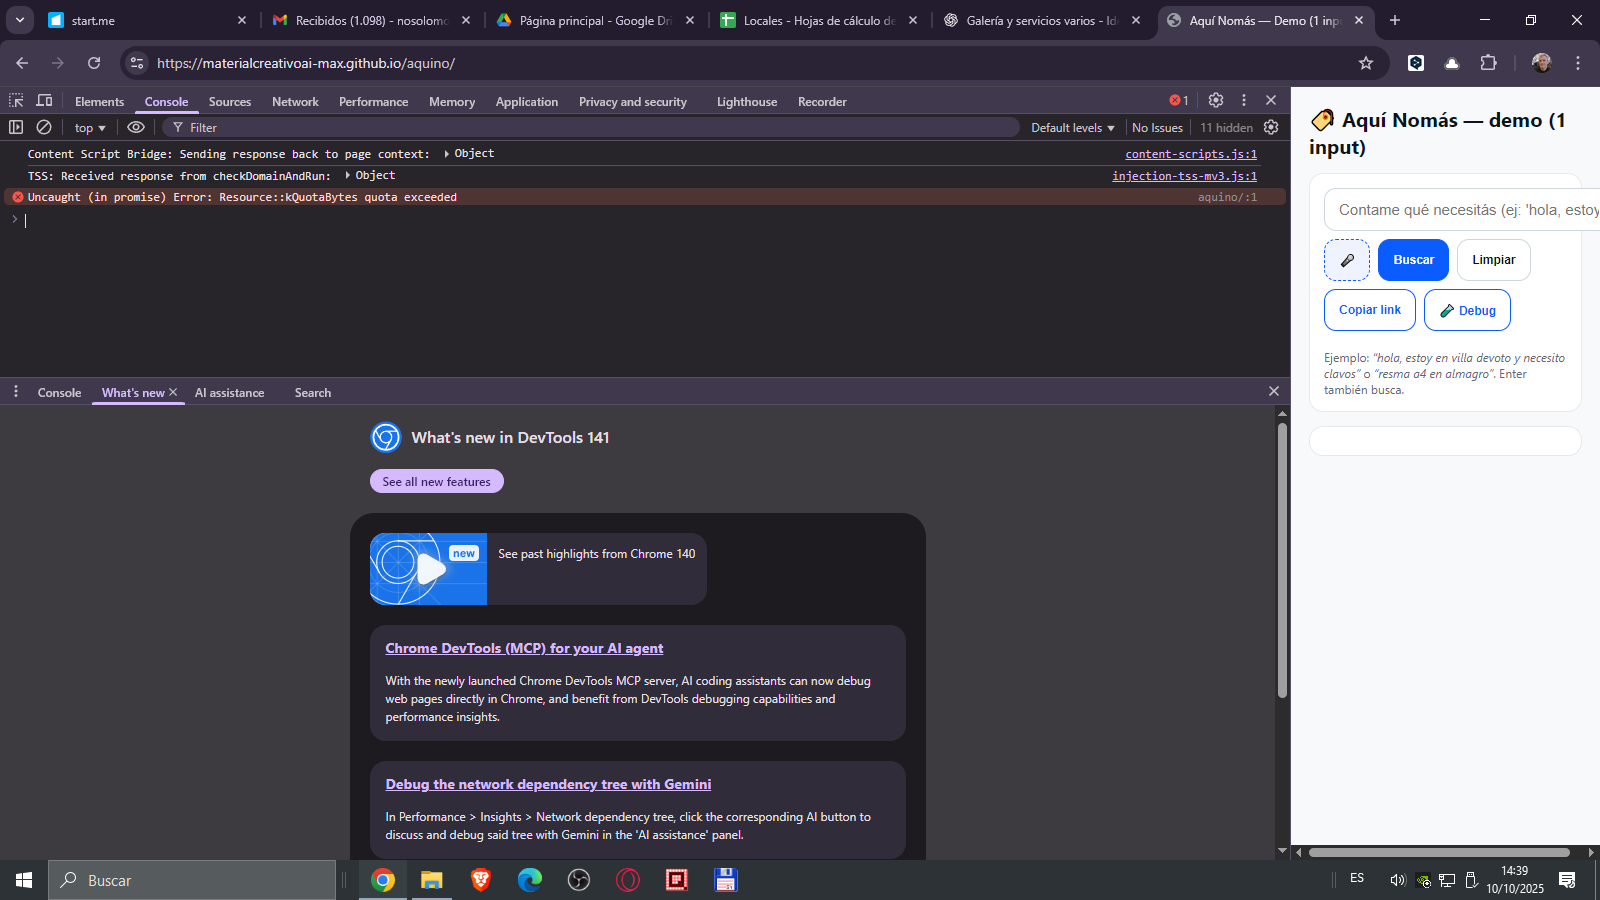 start.me
Recibidos (1.098) - nosolomo
Página principal - Google Dri
Locales - Hojas de cálculo de
Galería y servicios varios - Id
Aquí Nomás — Demo (1 inpu
https://materialcreativoai-max.github.io/aquino/
Elements Console Sources Network Performance Memory Application Privacy and security Lighthouse Recorder 1
top Filter Default levels No Issues 11 hidden
Content Script Bridge: Sending response back to page context: Object content-scripts.js:1
TSS: Received response from checkDomainAndRun: Object injection-tss-mv3.js:1
Uncaught (in promise) Error: Resource::kQuotaBytes quota exceeded aquino/:1
Console What's new AI assistance Search
What's new in DevTools 141
See all new features
new
See past highlights from Chrome 140
Chrome DevTools (MCP) for your AI agent
With the newly launched Chrome DevTools MCP server, AI coding assistants can now debug
web pages directly in Chrome, and benefit from DevTools debugging capabilities and
performance insights.
Debug the network dependency tree with Gemini
In Performance > Insights > Network dependency tree, click the corresponding AI button to
discuss and debug said tree with Gemini in the 'AI assistance' panel.
Aquí Nomás — demo (1
input)
Contame qué necesitás (ej: 'hola, estoy
Buscar
Limpiar
Copiar link
Debug
Ejemplo: “hola, estoy en villa devoto y necesito
clavos” o “resma a4 en almagro”. Enter
también busca.
Buscar
ES
14:39
10/10/2025